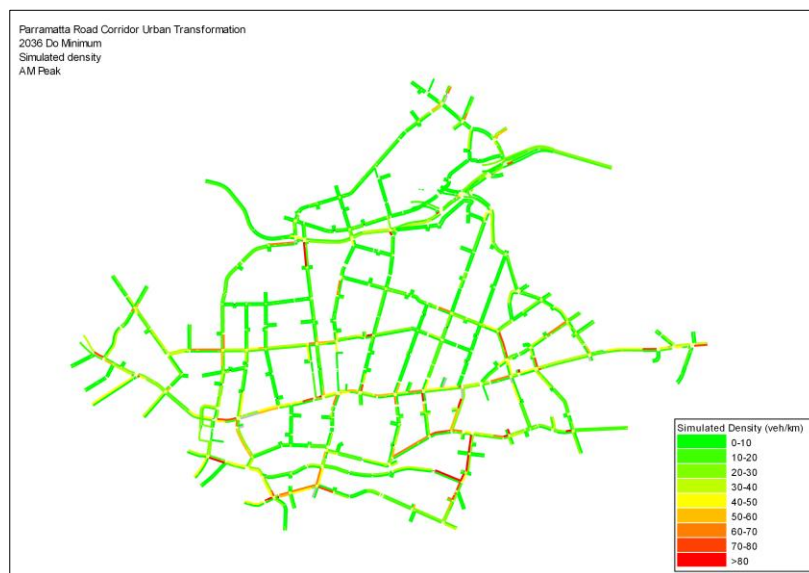 Parramatta Road Corridor Urban Transformation
2036 Do Minimum
Simulated density
AM Peak
Simulated Density (veh/km)
0-10
10-20
20-30
30-40
40-50
50-60
60-70
70-80
>80